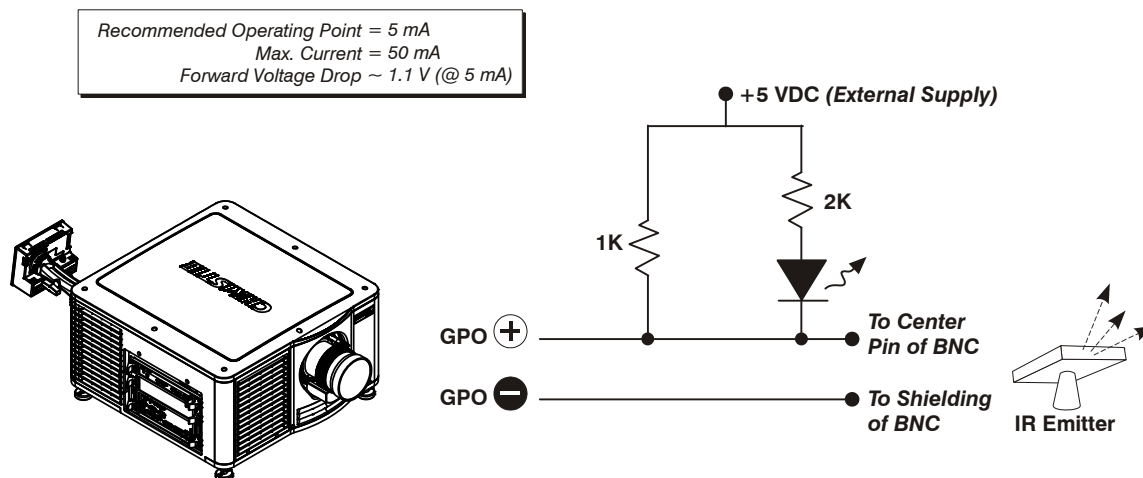 Recommended Operating Point = 5 mA
Max. Current = 50 mA
Forward Voltage Drop ~ 1.1 V (@ 5 mA)
+5 VDC (External Supply)
2K
1K
CHRISTIE
GPO +
To Center
Pin of BNC
GPO −
To Shielding
of BNC
IR Emitter